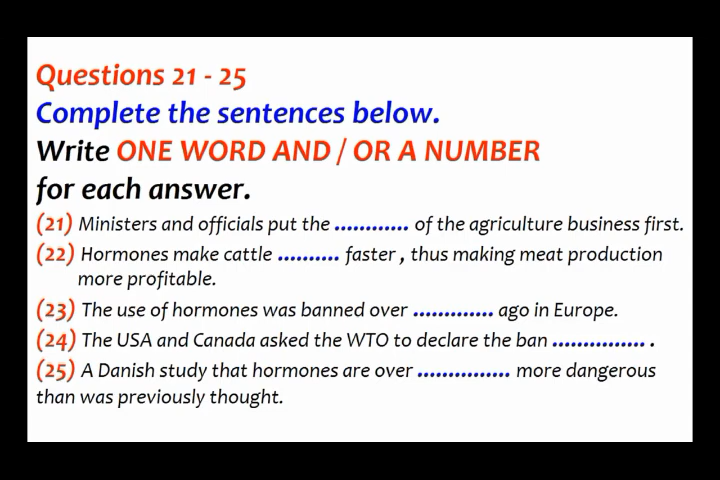 Questions 21 - 25
Complete the sentences below.
Write ONE WORD AND / OR A NUMBER
for each answer.
(21) Ministers and officials put the ............ of the agriculture business first.
(22) Hormones make cattle .......... faster , thus making meat production
more profitable.
(23) The use of hormones was banned over ............. ago in Europe.
(24) The USA and Canada asked the WTO to declare the ban ............... .
(25) A Danish study that hormones are over ............... more dangerous
than was previously thought.